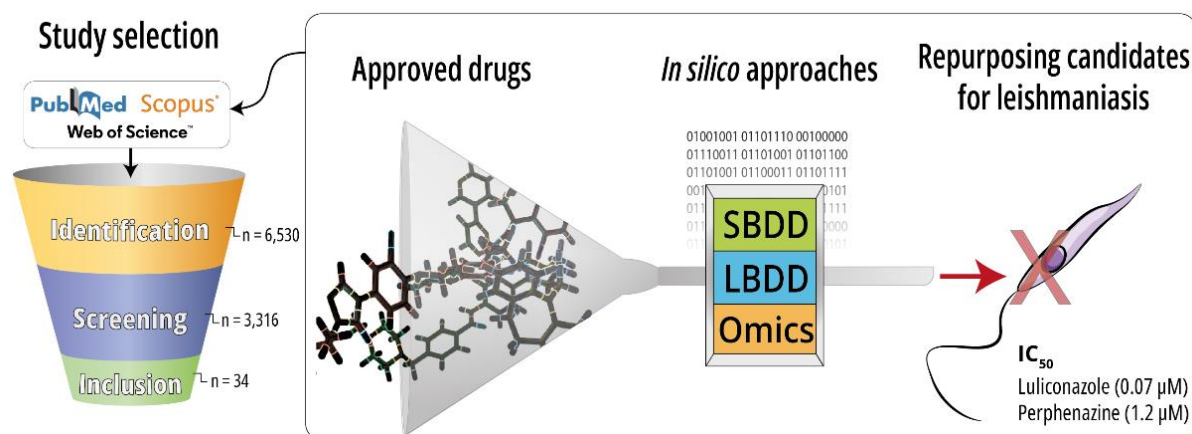 Study selection
PubMed Scopus®
Web of Science™
Identification
n = 6,530
Screening
n = 3,316
Inclusion
n = 34
Approved drugs
In silico approaches
01001001 01101110 00100000
01110011 01101001 01101100
01101001 01100011 01101111
SBDD
LBDD
Omics
Repurposing candidates
for leishmaniasis
X
IC50
Luliconazole (0.07 µM)
Perphenazine (1.2 µM)